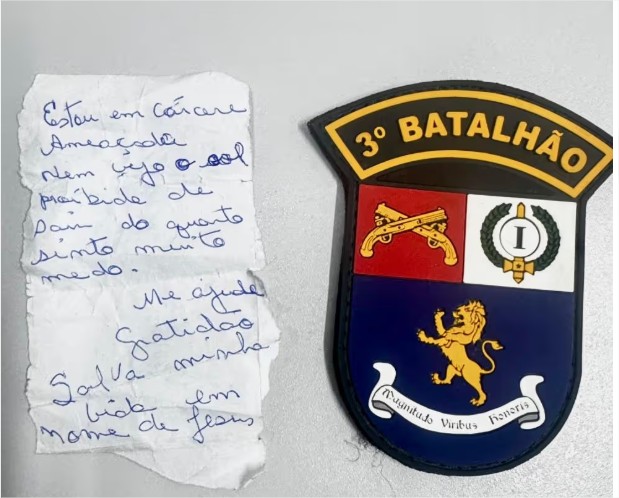 Estou em cárcere
Ameaçada
Nem vejo o sol
proibida de
sair do quarto
sinto muito
medo.
Me ajude
Gratidão
Salva minha
vida em
nome de Jesus
3º BATALHÃO
I
Magnitudo Viribus Honoris